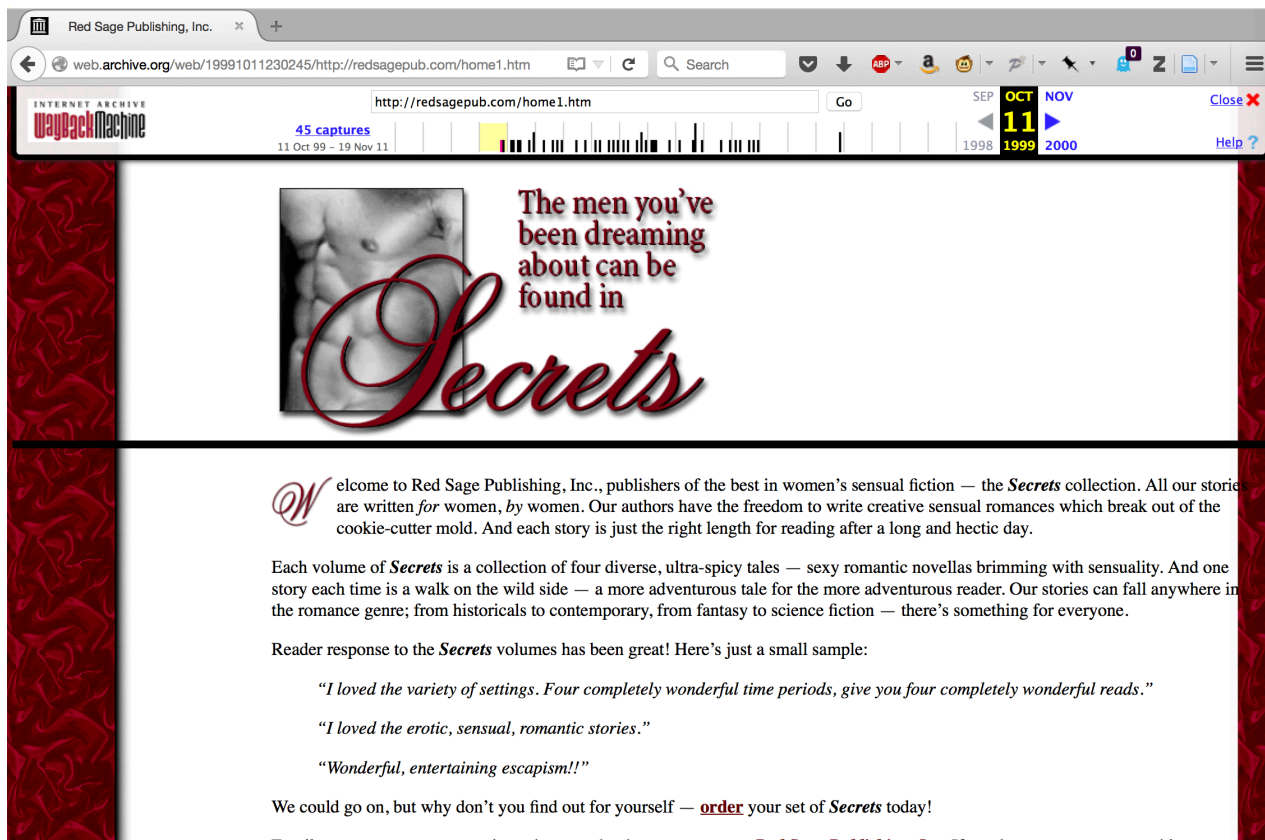 Red Sage Publishing, Inc.
web.archive.org/web/19991011230245/http://redsagepub.com/home1.htm
Search
ABP
0
INTERNET ARCHIVE
WayBackMachine
http://redsagepub.com/home1.htm
Go
45 captures
11 Oct 99 – 19 Nov 11
SEP OCT NOV
11
1998 1999 2000
Close
Help ?
The men you’ve
been dreaming
about can be
found in
Secrets
Welcome to Red Sage Publishing, Inc., publishers of the best in women’s sensual fiction — the Secrets collection. All our stories
are written for women, by women. Our authors have the freedom to write creative sensual romances which break out of the
cookie-cutter mold. And each story is just the right length for reading after a long and hectic day.
Each volume of Secrets is a collection of four diverse, ultra-spicy tales — sexy romantic novellas brimming with sensuality. And one
story each time is a walk on the wild side — a more adventurous tale for the more adventurous reader. Our stories can fall anywhere in
the romance genre; from historicals to contemporary, from fantasy to science fiction — there’s something for everyone.
Reader response to the Secrets volumes has been great! Here’s just a small sample:
“I loved the variety of settings. Four completely wonderful time periods, give you four completely wonderful reads.”
“I loved the erotic, sensual, romantic stories.”
“Wonderful, entertaining escapism!!”
We could go on, but why don’t you find out for yourself — order your set of Secrets today!